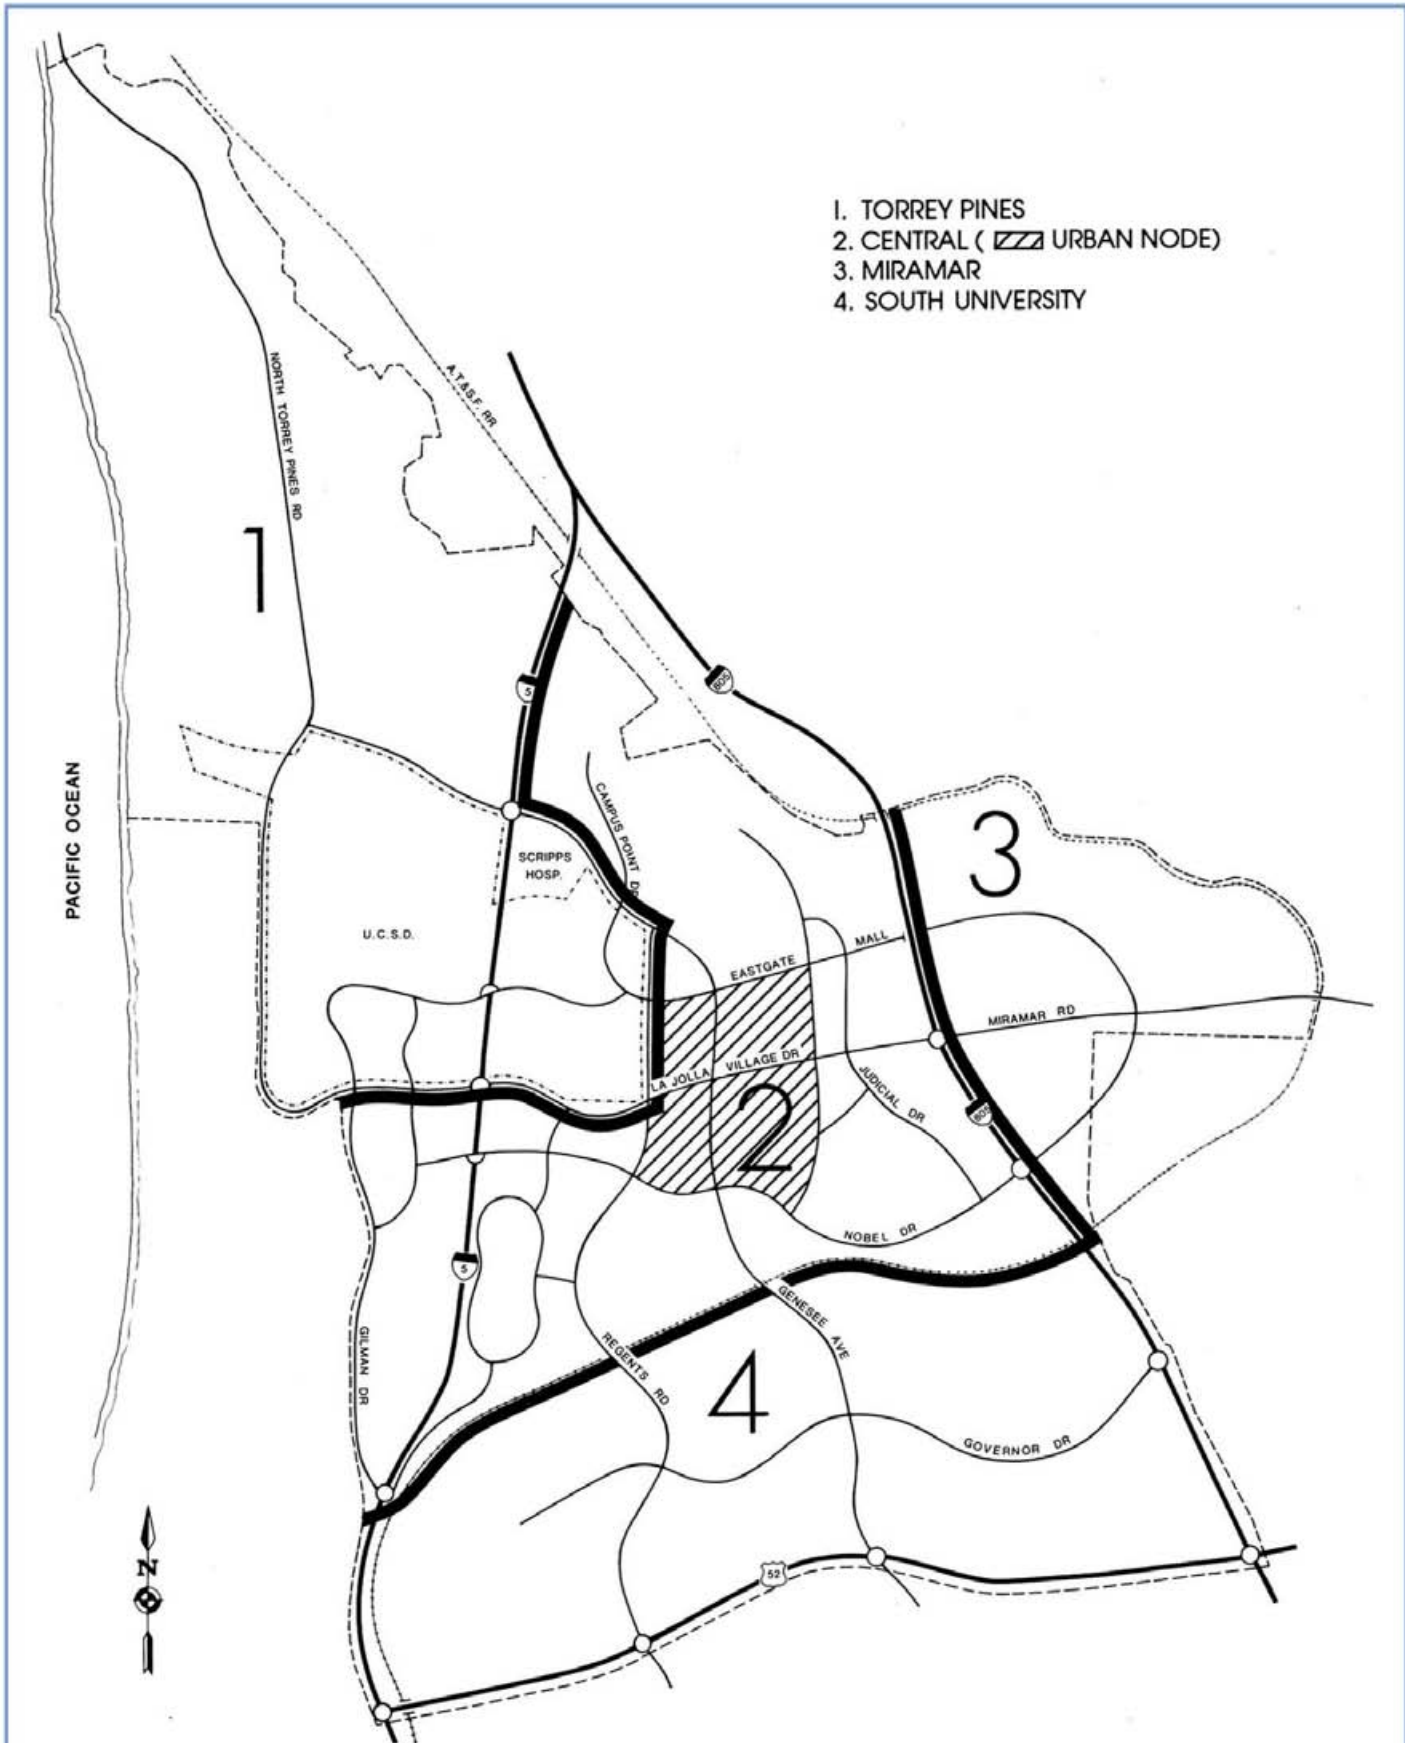 1. TORREY PINES
2. CENTRAL ( URBAN NODE)
3. MIRAMAR
4. SOUTH UNIVERSITY
A.T.&S.F. RR
NORTH TORREY PINES RD
1
5
805
PACIFIC OCEAN
CAMPUS POINT DR
3
SCRIPPS
HOSP.
U.C.S.D.
EASTGATE MALL
MIRAMAR RD
LA JOLLA VILLAGE DR
2
JUDICIAL DR
805
NOBEL DR
5
GENESEE AVE
GILMAN DR
REGENTS RD
4
GOVERNOR DR
N
52